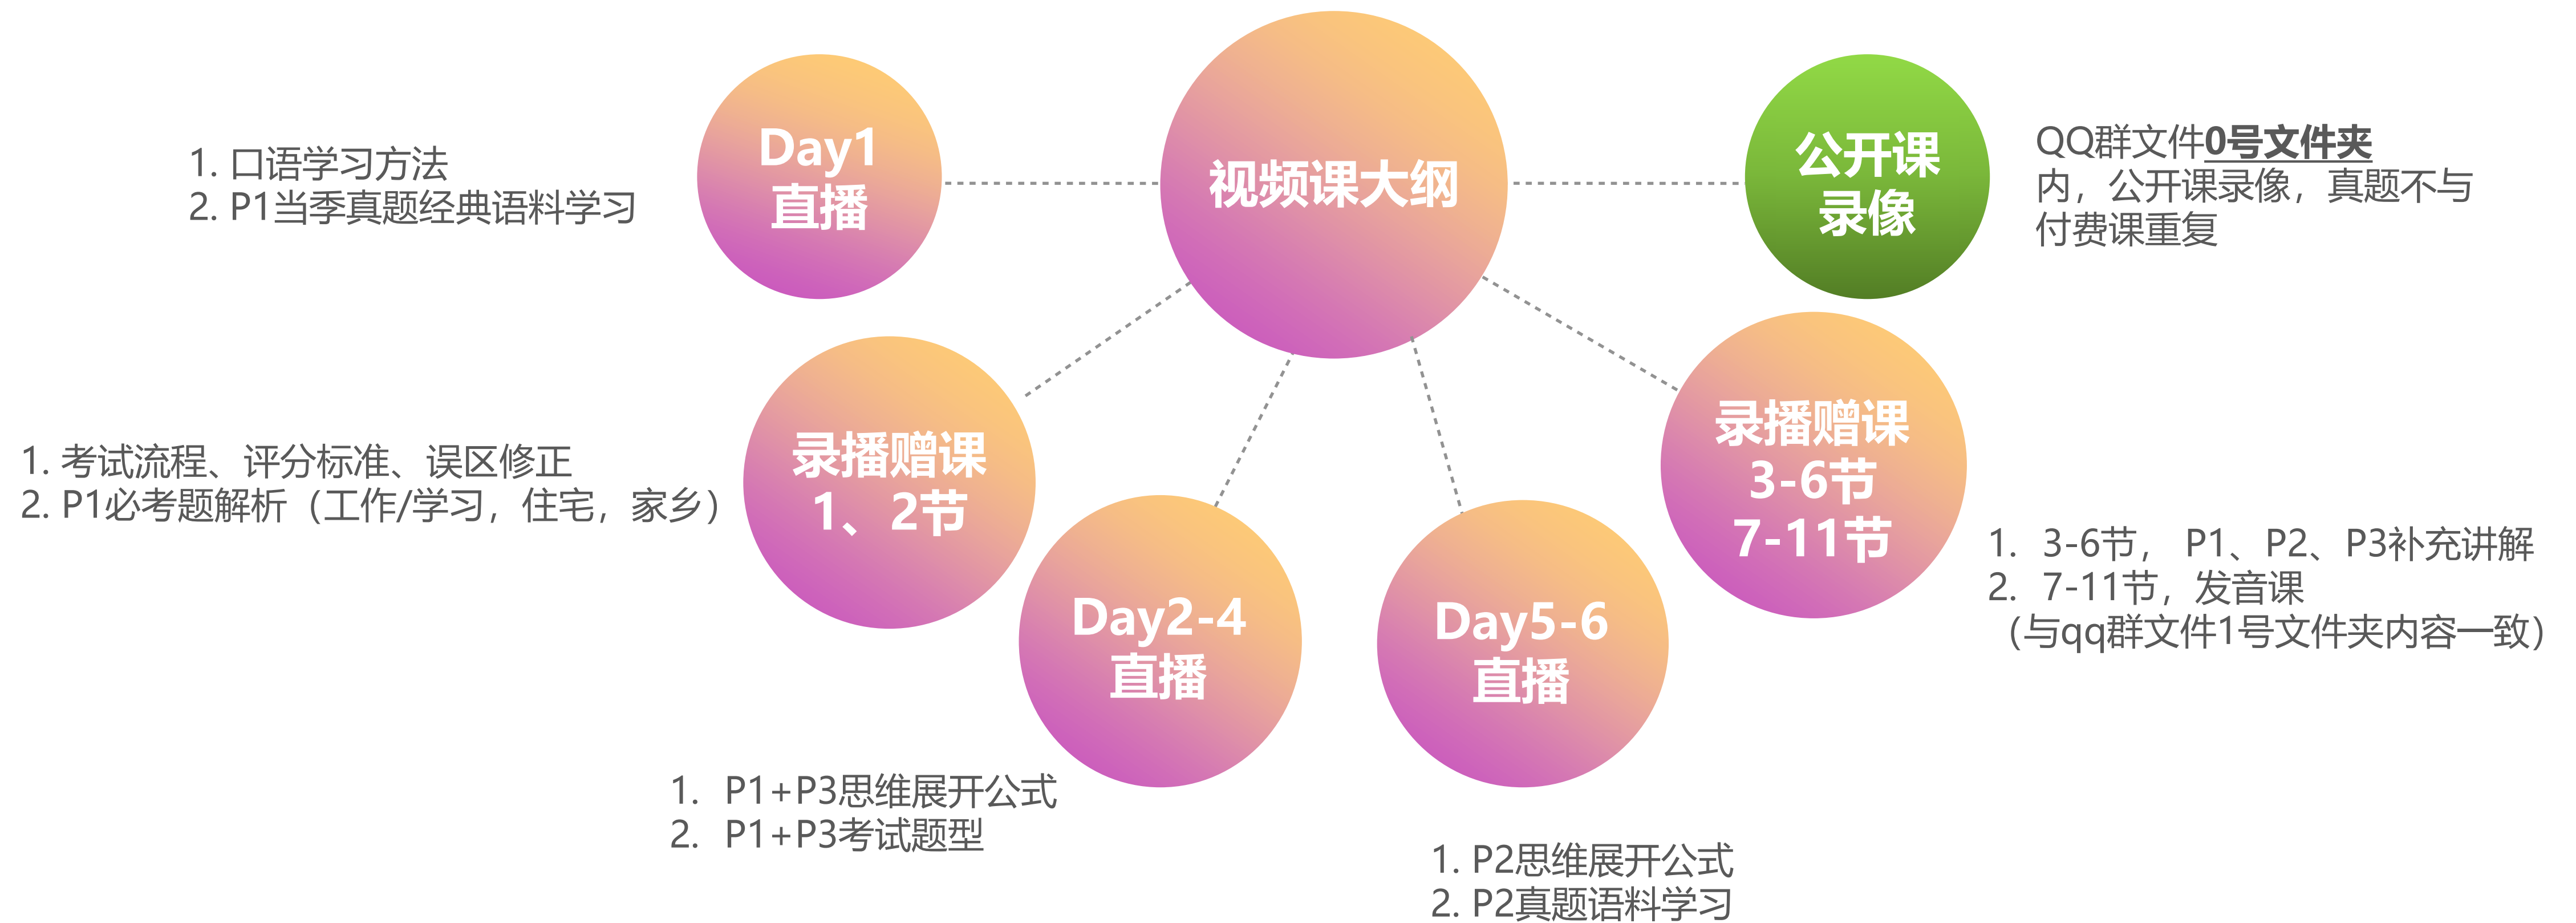 视频课大纲
Day1
直播
1. 口语学习方法
2. P1当季真题经典语料学习
录播赠课
1、2节
1. 考试流程、评分标准、误区修正
2. P1必考题解析（工作/学习，住宅，家乡）
Day2-4
直播
1. P1+P3思维展开公式
2. P1+P3考试题型
Day5-6
直播
1. P2思维展开公式
2. P2真题语料学习
录播赠课
3-6节
7-11节
1. 3-6节， P1、P2、P3补充讲解
2. 7-11节，发音课
（与qq群文件1号文件夹内容一致）
公开课
录像
QQ群文件0号文件夹
内，公开课录像，真题不与
付费课重复